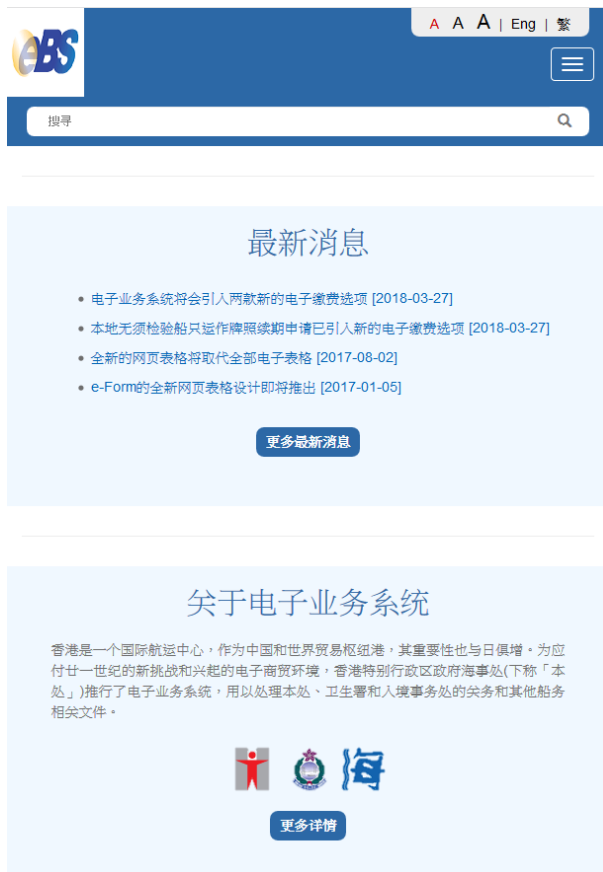 A A A | Eng | 繁
eBS
搜寻
最新消息
电子业务系统将会引入两款新的电子缴费选项 [2018-03-27]
本地无须检验船只运作牌照续期申请已引入新的电子缴费选项 [2018-03-27]
全新的网页表格将取代全部电子表格 [2017-08-02]
e-Form的全新网页表格设计即将推出 [2017-01-05]
更多最新消息
关于电子业务系统
香港是一个国际航运中心，作为中国和世界贸易枢纽港，其重要性也与日俱增。为应
付廿一世纪的新挑战和兴起的电子商贸环境，香港特别行政区政府海事处(下称「本
处」)推行了电子业务系统，用以处理本处、卫生署和入境事务处的关务和其他船务
相关文件。
海
更多详情